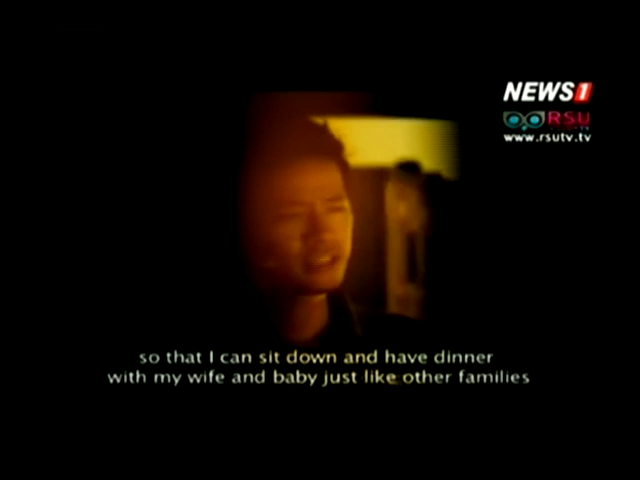 NEWS1
RSU
www.rsutv.tv
so that I can sit down and have dinner
with my wife and baby just like other families